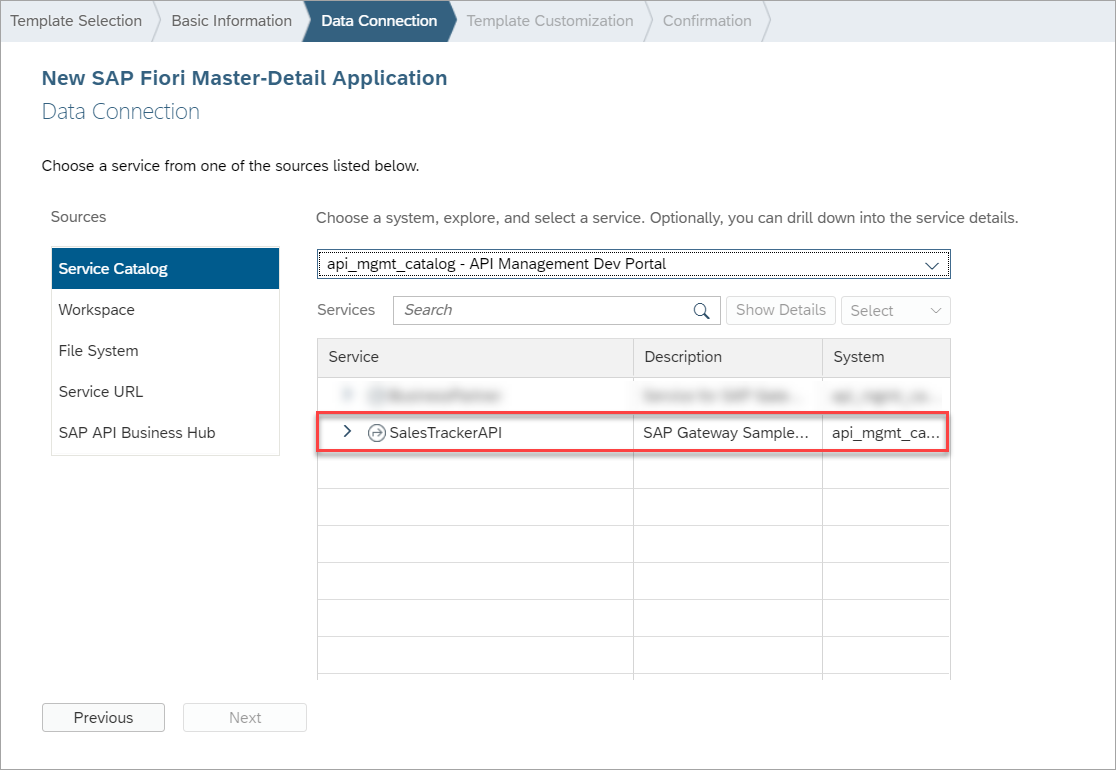 Template Selection Basic Information Data Connection Template Customization Confirmation
New SAP Fiori Master-Detail Application
Data Connection
Choose a service from one of the sources listed below.
Sources
Service Catalog
Workspace
File System
Service URL
SAP API Business Hub
Choose a system, explore, and select a service. Optionally, you can drill down into the service details.
api_mgmt_catalog - API Management Dev Portal
Services Search Show Details Select
Service Description System
SalesTrackerAPI SAP Gateway Sample... api_mgmt_ca...
Previous Next